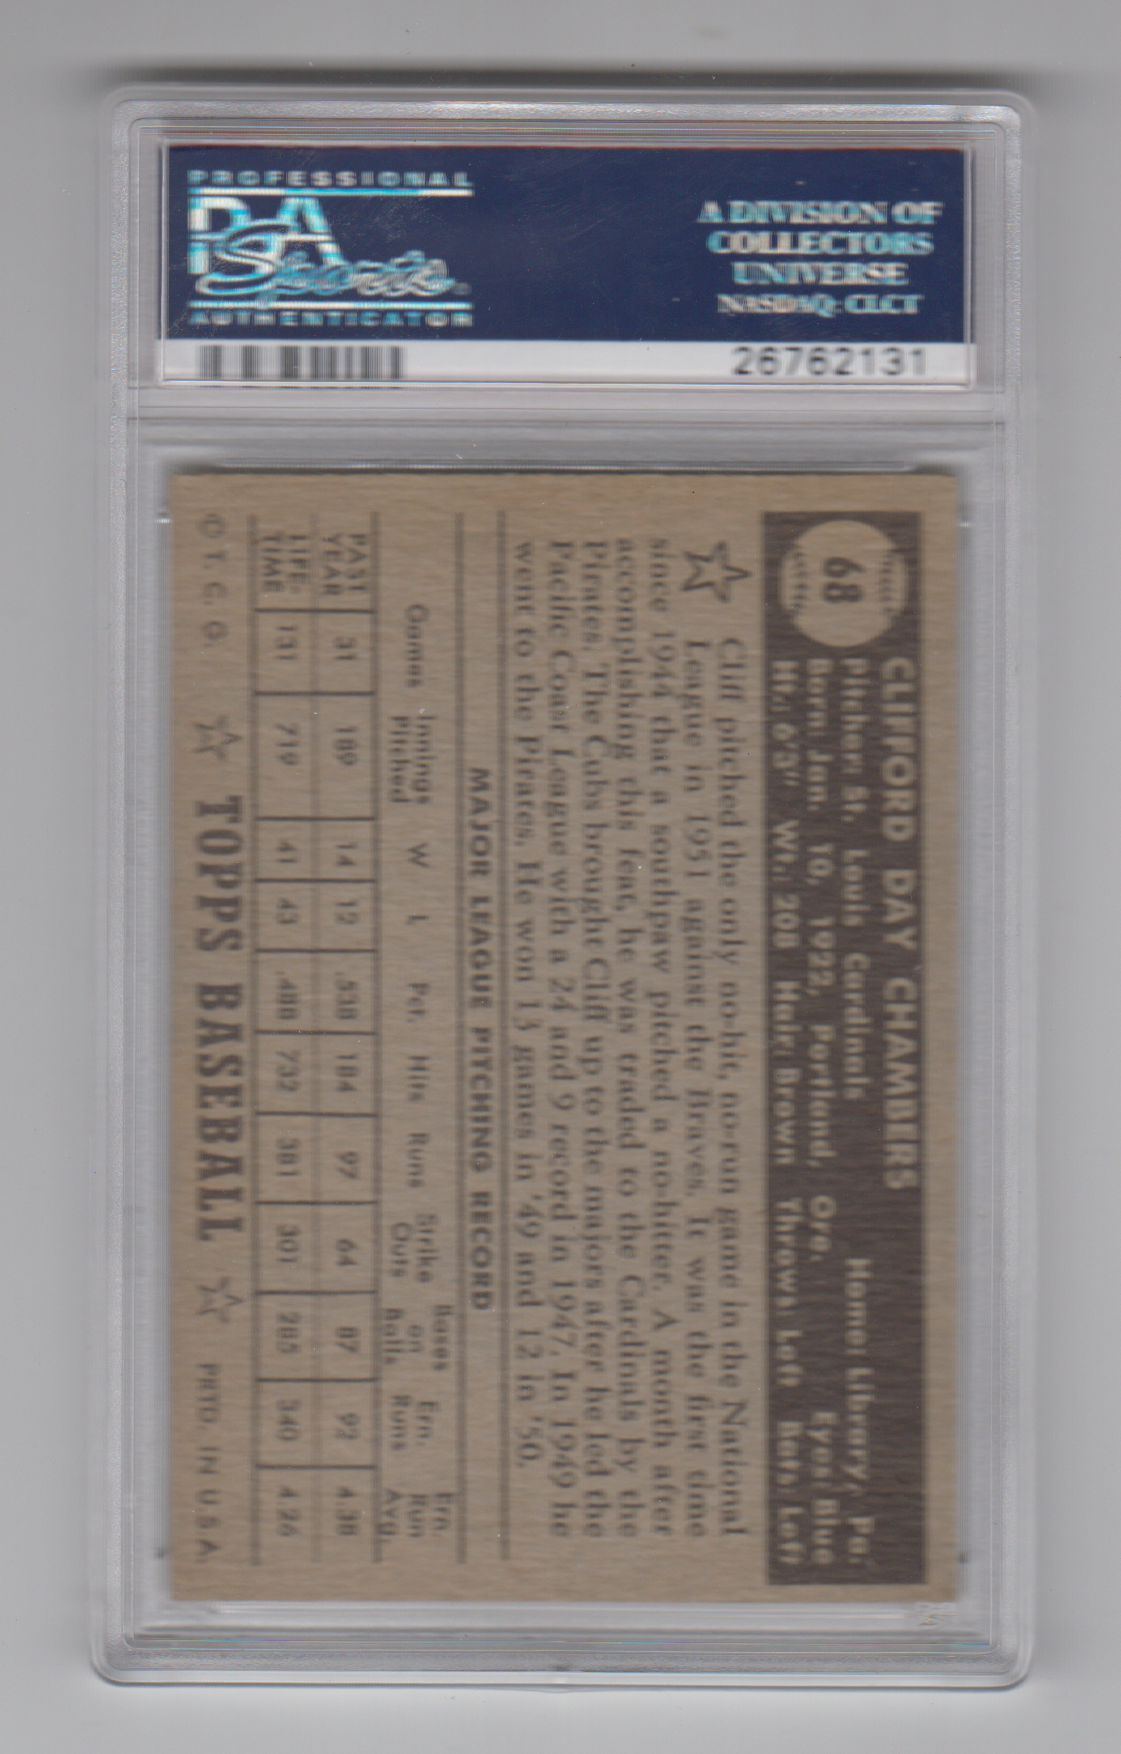 PROFESSIONAL
PSA
Sports
AUTHENTICATOR
A DIVISION OF
COLLECTORS
UNIVERSE
NASDAQ: CLCT
26762131
68
CLIFFORD DAY CHAMBERS
Pitcher: St. Louis Cardinals Home: Library, Pa.
Born: Jan. 10, 1922, Portland, Ore. Eyes: Blue
Ht.: 6'3" Wt.: 208 Hair: Brown Throws: Left Bats: Left
Cliff pitched the only no-hit, no-run game in the National
League in 1951 against the Braves. It was the first time
since 1944 that a southpaw pitched a no-hitter. A month after
accomplishing this feat, he was traded to the Cardinals by the
Pirates. The Cubs brought Cliff up to the majors after he led the
Pacific Coast League with a 24 and 9 record in 1947. In 1949 he
went to the Pirates. He won 13 games in '49 and 12 in '50.
MAJOR LEAGUE PITCHING RECORD
Games Innings Pitched W L Pct. Hits Runs Strike Outs Bases on Balls Ern. Runs Ern. Run Avg.
PAST YEAR 31 189 14 12 .538 184 97 64 87 92 4.38
LIFE TIME 131 719 41 43 .488 732 381 301 285 340 4.26
© T. C. G. TOPPS BASEBALL PRTD. IN U.S.A.